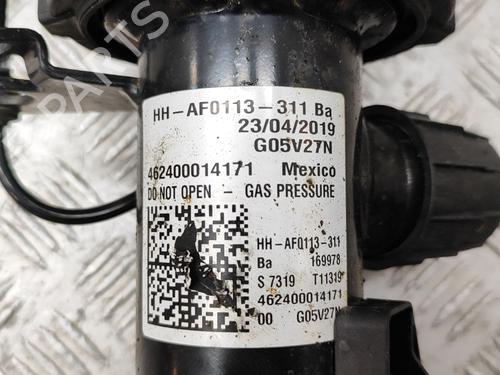 HH-AF0113-311 Ba
23/04/2019
G05V27N
462400014171 Mexico
DO NOT OPEN - GAS PRESSURE
HH-AF0113-311
Ba 169978
S 7319 T11319
462400014171
00 G05V27N